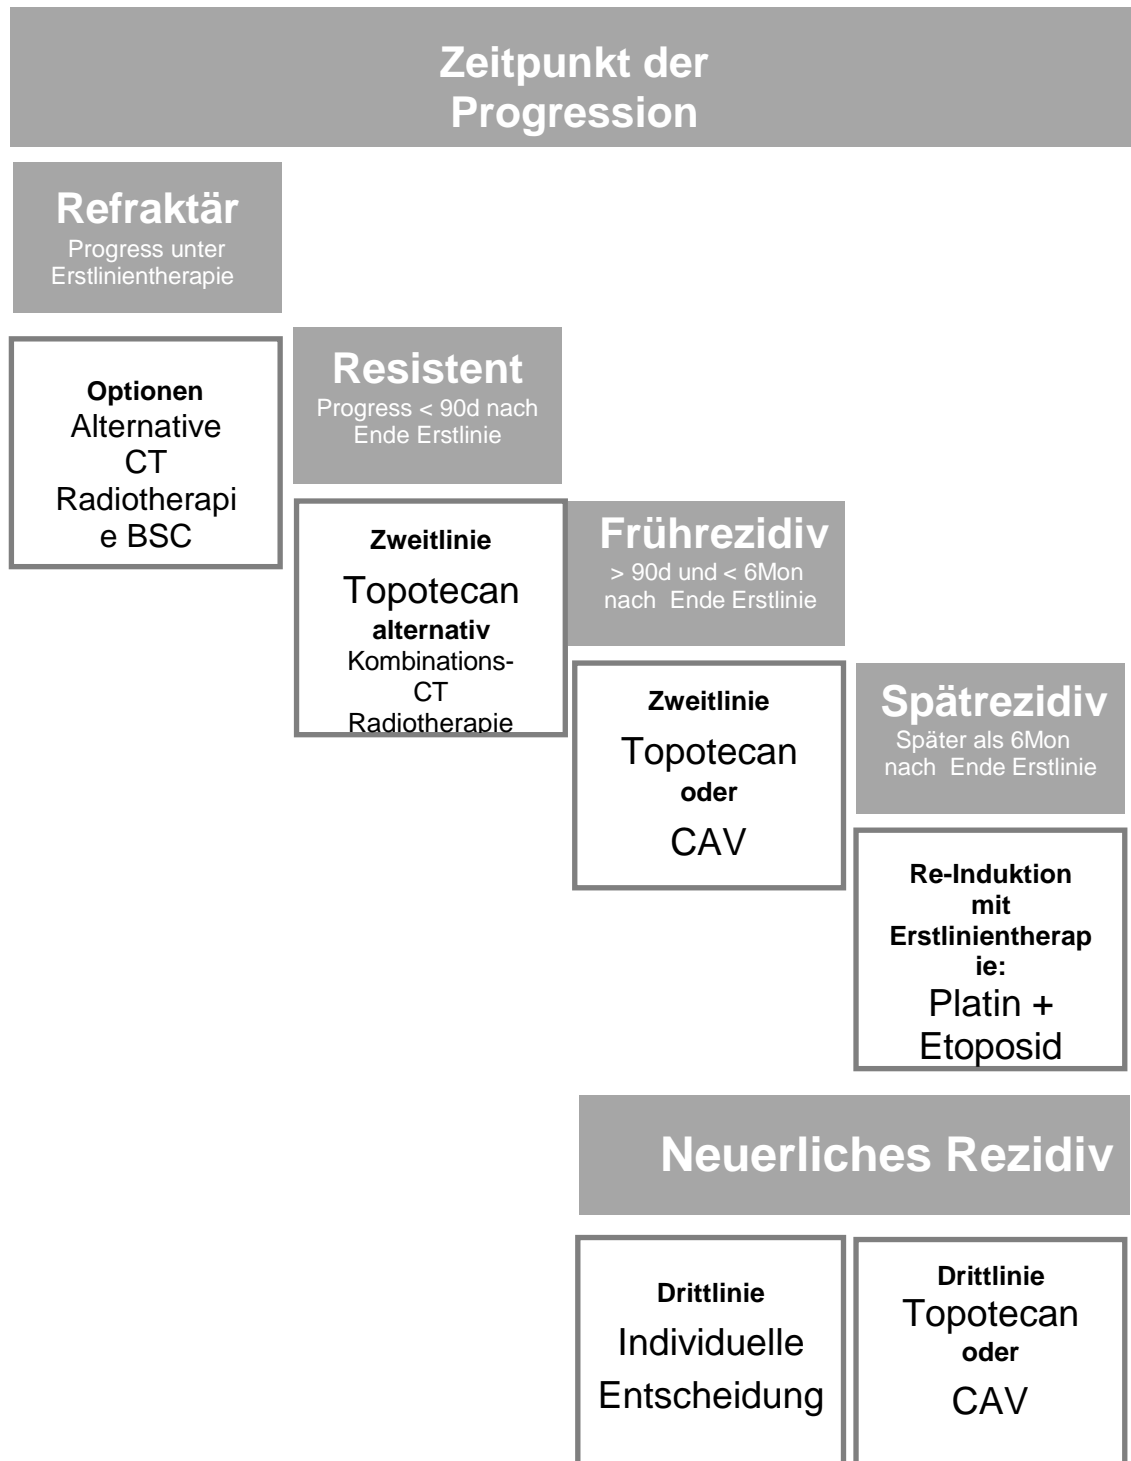 Zeitpunkt der
Progression
Refraktär
Progress unter
Erstlinientherapie
Optionen
Alternative
CT
Radiotherapi
e BSC
Resistent
Progress < 90d nach
Ende Erstlinie
Zweitlinie
Topotecan
alternativ
Kombinations-
CT
Radiotherapie
Frührezidiv
> 90d und < 6Mon
nach Ende Erstlinie
Zweitlinie
Topotecan
oder
CAV
Spätrezidiv
Später als 6Mon
nach Ende Erstlinie
Re-Induktion
mit
Erstlinientherap
ie:
Platin +
Etoposid
Neuerliches Rezidiv
Drittlinie
Individuelle
Entscheidung
Drittlinie
Topotecan
oder
CAV